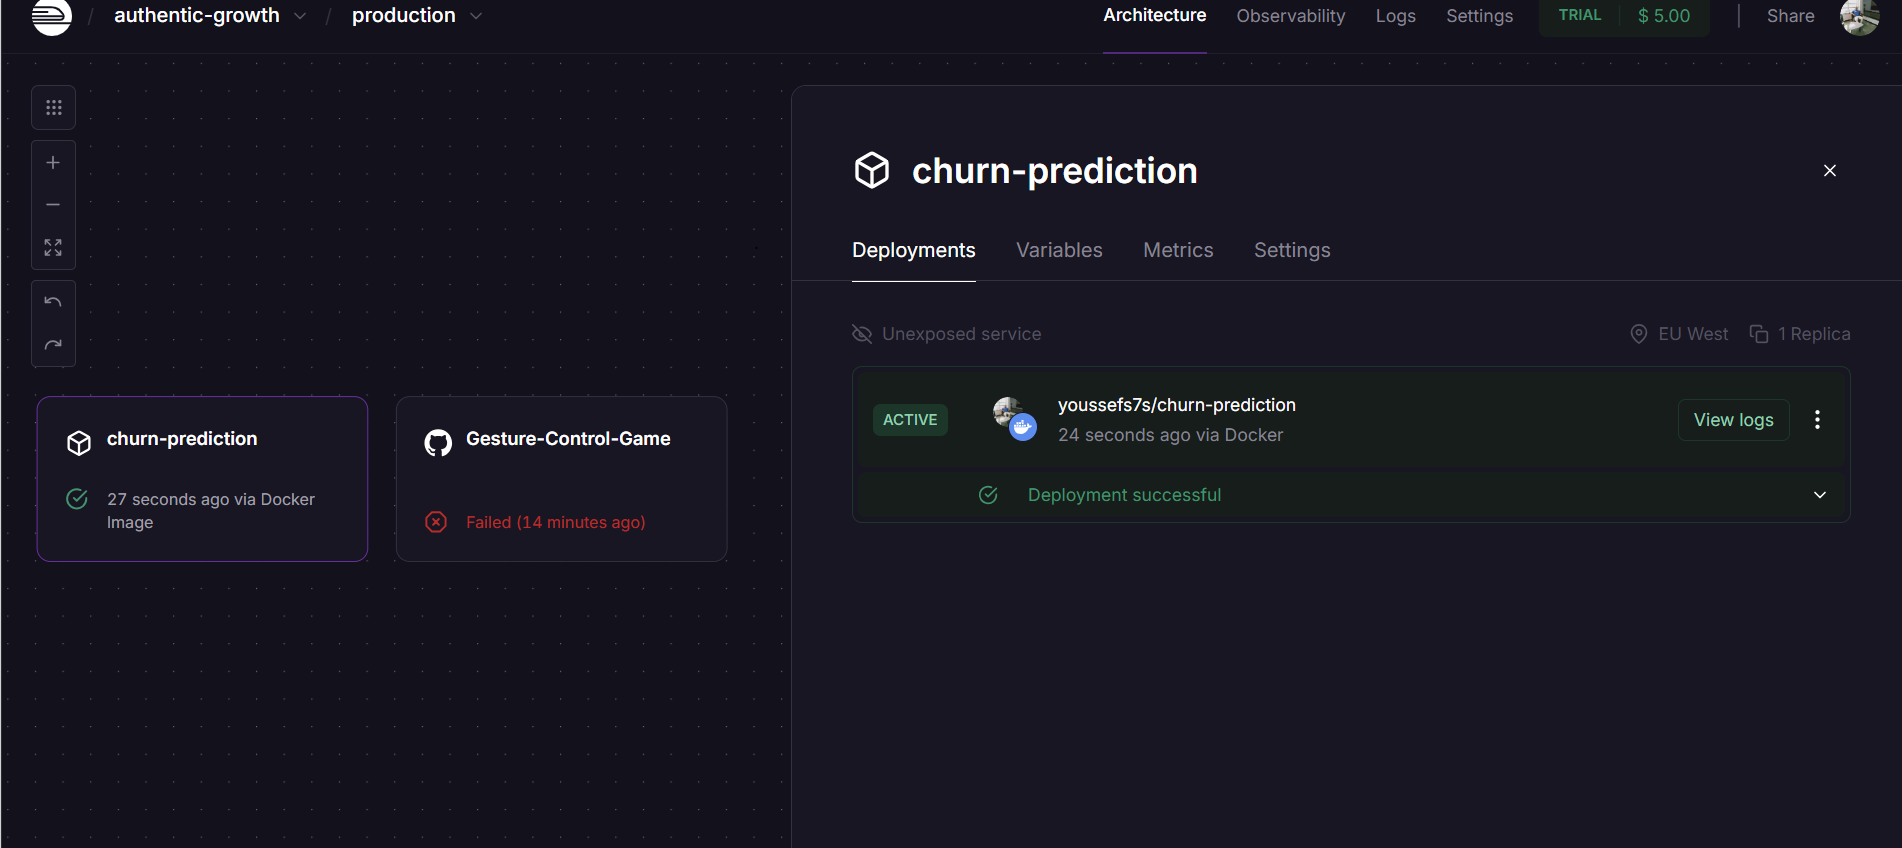 / authentic-growth / production
Architecture Observability Logs Settings TRIAL $ 5.00 Share
churn-prediction
Deployments Variables Metrics Settings
Unexposed service EU West 1 Replica
ACTIVE youssefs7s/churn-prediction View logs
24 seconds ago via Docker
Deployment successful
churn-prediction
27 seconds ago via Docker
Image
Gesture-Control-Game
Failed (14 minutes ago)